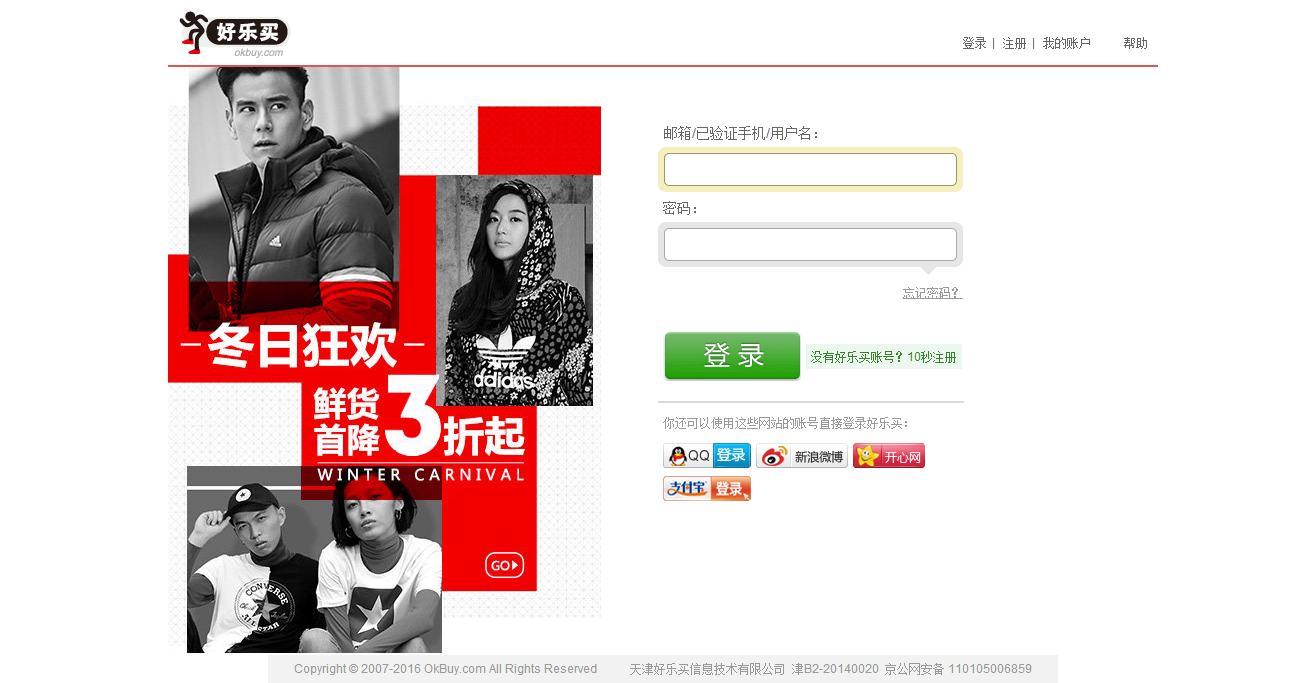 好乐买
okbuy.com
登录 | 注册 | 我的账户 帮助
邮箱/已验证手机/用户名：
密码：
忘记密码？
登录 没有好乐买账号？10秒注册
你还可以使用这些网站的账号直接登录好乐买：
QQ登录 新浪微博 开心网
支付宝 登录
adidas
冬日狂欢
鲜货
首降3折起
WINTER CARNIVAL
CONVERSE
ALL STAR
GO
Copyright © 2007-2016 OkBuy.com All Rights Reserved 天津好乐买信息技术有限公司 津B2-20140020 京公网安备 110105006859